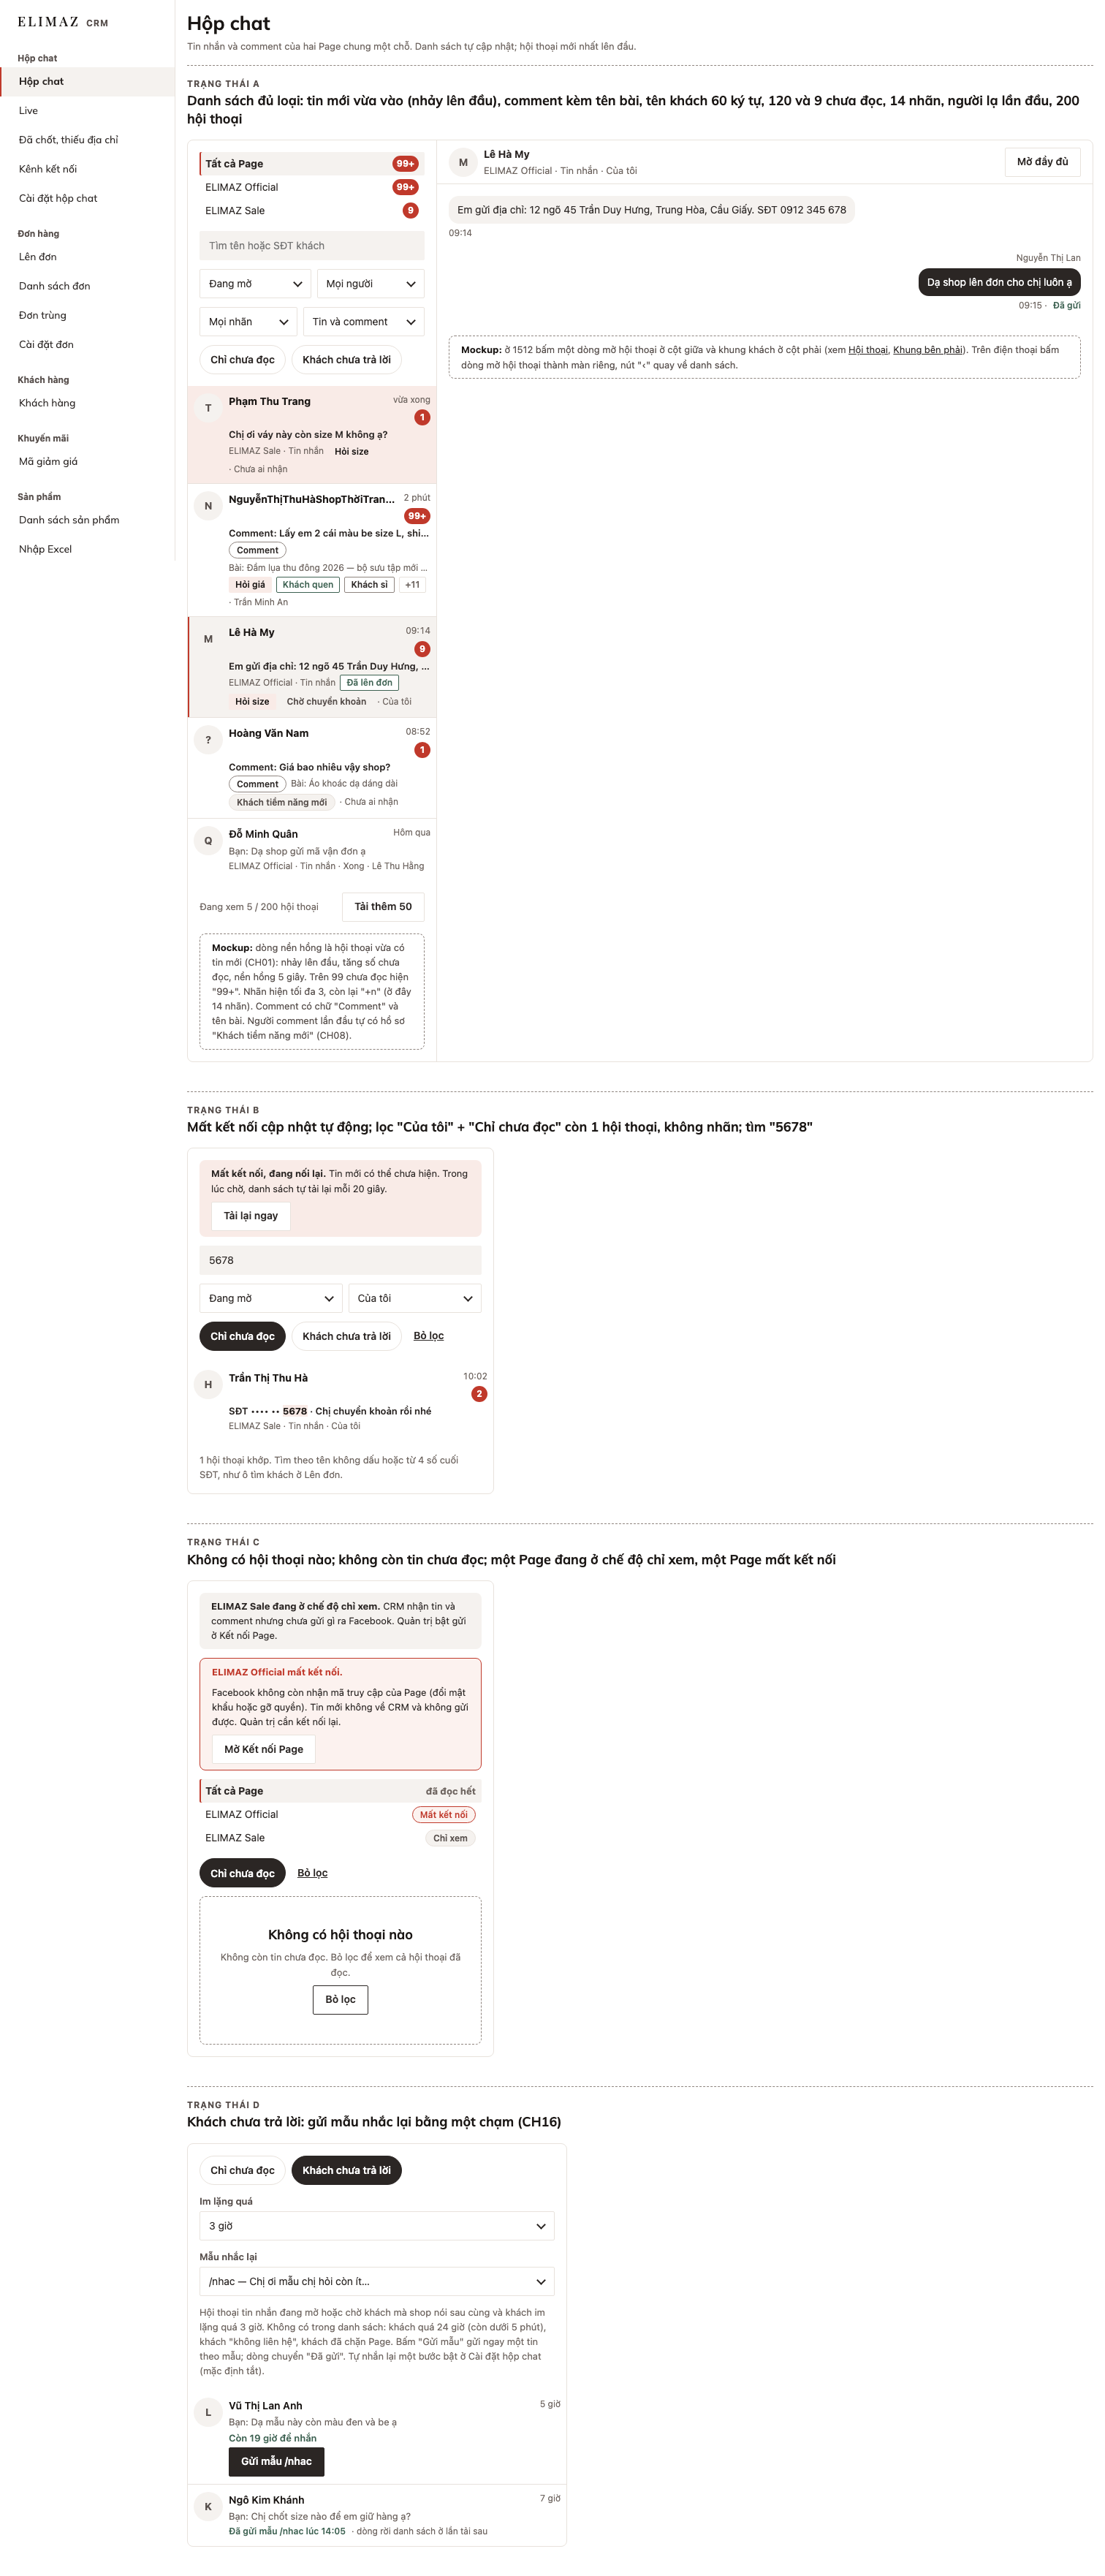 ELIMAZ CRM
Hộp chat
Hộp chat
Live
Đã chốt, thiếu địa chỉ
Kênh kết nối
Cài đặt hộp chat
Đơn hàng
Lên đơn
Danh sách đơn
Đơn trùng
Cài đặt đơn
Khách hàng
Khách hàng
Khuyến mãi
Mã giảm giá
Sản phẩm
Danh sách sản phẩm
Nhập Excel
Hộp chat
Tin nhắn và comment của hai Page chung một chỗ. Danh sách tự cập nhật; hội thoại mới nhất lên đầu.
TRẠNG THÁI A
Danh sách đủ loại: tin mới vừa vào (nhảy lên đầu), comment kèm tên bài, tên khách 60 ký tự, 120 và 9 chưa đọc, 14 nhãn, người lạ lần đầu, 200
hội thoại
Tất cả Page 99+
ELIMAZ Official 99+
ELIMAZ Sale 9
Tìm tên hoặc SĐT khách
Đang mở Mọi người
Mọi nhãn Tin và comment
Chỉ chưa đọc Khách chưa trả lời
T Phạm Thu Trang vừa xong
1
Chị ơi váy này còn size M không ạ?
ELIMAZ Sale · Tin nhắn Hỏi size
· Chưa ai nhận
N NguyễnThịThuHàShopThờiTran... 2 phút
99+
Comment: Lấy em 2 cái màu be size L, shi...
Comment
Bài: Đầm lụa thu đông 2026 — bộ sưu tập mới ...
Hỏi giá Khách quen Khách sỉ +11
· Trần Minh An
M Lê Hà My 09:14
9
Em gửi địa chỉ: 12 ngõ 45 Trần Duy Hưng, ...
ELIMAZ Official · Tin nhắn Đã lên đơn
Hỏi size Chờ chuyển khoản · Của tôi
? Hoàng Văn Nam 08:52
1
Comment: Giá bao nhiêu vậy shop?
Comment Bài: Áo khoác dạ dáng dài
Khách tiềm năng mới · Chưa ai nhận
Q Đỗ Minh Quân Hôm qua
Bạn: Dạ shop gửi mã vận đơn ạ
ELIMAZ Official · Tin nhắn · Xong · Lê Thu Hằng
Đang xem 5 / 200 hội thoại Tải thêm 50
Mockup: dòng nền hồng là hội thoại vừa có
tin mới (CH01): nhảy lên đầu, tăng số chưa
đọc, nền hồng 5 giây. Trên 99 chưa đọc hiện
"99+". Nhãn hiện tối đa 3, còn lại "+n" (ở đây
14 nhãn). Comment có chữ "Comment" và
tên bài. Người comment lần đầu tự có hồ sơ
"Khách tiềm năng mới" (CH08).
M Lê Hà My
ELIMAZ Official · Tin nhắn · Của tôi
Mở đầy đủ
Em gửi địa chỉ: 12 ngõ 45 Trần Duy Hưng, Trung Hòa, Cầu Giấy. SĐT 0912 345 678
09:14
Nguyễn Thị Lan
Dạ shop lên đơn cho chị luôn ạ
09:15 · Đã gửi
Mockup: ở 1512 bấm một dòng mở hội thoại ở cột giữa và khung khách ở cột phải (xem Hội thoại, Khung bên phải). Trên điện thoại bấm
dòng mở hội thoại thành màn riêng, nút "‹" quay về danh sách.
TRẠNG THÁI B
Mất kết nối cập nhật tự động; lọc "Của tôi" + "Chỉ chưa đọc" còn 1 hội thoại, không nhãn; tìm "5678"
Mất kết nối, đang nối lại. Tin mới có thể chưa hiện. Trong
lúc chờ, danh sách tự tải lại mỗi 20 giây.
Tải lại ngay
5678
Đang mở Của tôi
Chỉ chưa đọc Khách chưa trả lời Bỏ lọc
H Trần Thị Thu Hà 10:02
2
SĐT •••• •• 5678 · Chị chuyển khoản rồi nhé
ELIMAZ Sale · Tin nhắn · Của tôi
1 hội thoại khớp. Tìm theo tên không dấu hoặc từ 4 số cuối
SĐT, như ô tìm khách ở Lên đơn.
TRẠNG THÁI C
Không có hội thoại nào; không còn tin chưa đọc; một Page đang ở chế độ chỉ xem, một Page mất kết nối
ELIMAZ Sale đang ở chế độ chỉ xem. CRM nhận tin và
comment nhưng chưa gửi gì ra Facebook. Quản trị bật gửi
ở Kết nối Page.
ELIMAZ Official mất kết nối.
Facebook không còn nhận mã truy cập của Page (đổi mật
khẩu hoặc gỡ quyền). Tin mới không về CRM và không gửi
được. Quản trị cần kết nối lại.
Mở Kết nối Page
Tất cả Page đã đọc hết
ELIMAZ Official Mất kết nối
ELIMAZ Sale Chỉ xem
Chỉ chưa đọc Bỏ lọc
Không có hội thoại nào
Không còn tin chưa đọc. Bỏ lọc để xem cả hội thoại đã
đọc.
Bỏ lọc
TRẠNG THÁI D
Khách chưa trả lời: gửi mẫu nhắc lại bằng một chạm (CH16)
Chỉ chưa đọc Khách chưa trả lời
Im lặng quá
3 giờ
Mẫu nhắc lại
/nhac — Chị ơi mẫu chị hỏi còn ít...
Hội thoại tin nhắn đang mở hoặc chờ khách mà shop nói sau cùng và khách im
lặng quá 3 giờ. Không có trong danh sách: khách quá 24 giờ (còn dưới 5 phút),
khách "không liên hệ", khách đã chặn Page. Bấm "Gửi mẫu" gửi ngay một tin
theo mẫu; dòng chuyển "Đã gửi". Tự nhắn lại một bước bật ở Cài đặt hộp chat
(mặc định tắt).
L Vũ Thị Lan Anh 5 giờ
Bạn: Dạ mẫu này còn màu đen và be ạ
Còn 19 giờ để nhắn
Gửi mẫu /nhac
K Ngô Kim Khánh 7 giờ
Bạn: Chị chốt size nào để em giữ hàng ạ?
Đã gửi mẫu /nhac lúc 14:05 · dòng rời danh sách ở lần tải sau